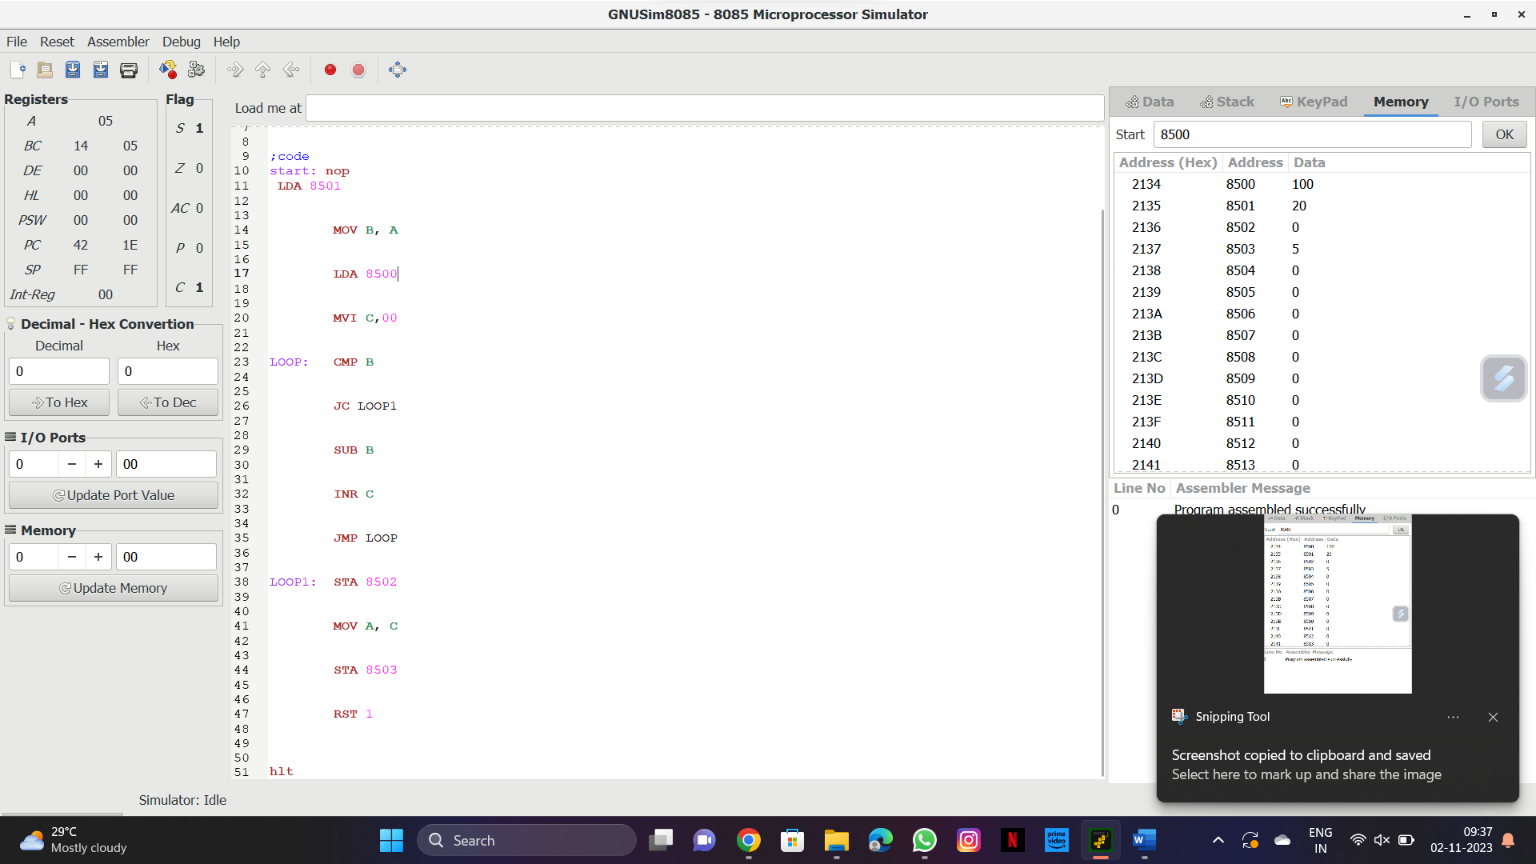 GNUSim8085 - 8085 Microprocessor Simulator
File Reset Assembler Debug Help
Registers
A 05
BC 14 05
DE 00 00
HL 00 00
PSW 00 00
PC 42 1E
SP FF FF
Int-Reg 00
Flag
S 1
Z 0
AC 0
P 0
C 1
Decimal - Hex Convertion
Decimal Hex
0 0
To Hex To Dec
I/O Ports
0 − + 00
Update Port Value
Memory
0 − + 00
Update Memory
Load me at
7
8
9 ;code
10 start: nop
11 LDA 8501
12
13
14 MOV B, A
15
16
17 LDA 8500
18
19
20 MVI C,00
21
22
23 LOOP: CMP B
24
25
26 JC LOOP1
27
28
29 SUB B
30
31
32 INR C
33
34
35 JMP LOOP
36
37
38 LOOP1: STA 8502
39
40
41 MOV A, C
42
43
44 STA 8503
45
46
47 RST 1
48
49
50
51 hlt
Data Stack KeyPad Memory I/O Ports
Start 8500 OK
Address (Hex) Address Data
2134 8500 100
2135 8501 20
2136 8502 0
2137 8503 5
2138 8504 0
2139 8505 0
213A 8506 0
213B 8507 0
213C 8508 0
213D 8509 0
213E 8510 0
213F 8511 0
2140 8512 0
2141 8513 0
Line No Assembler Message
0 Program assembled successfully
Snipping Tool
Screenshot copied to clipboard and saved
Select here to mark up and share the image
Simulator: Idle
29°C
Mostly cloudy
Search
prime video
ENG
IN
09:37
02-11-2023